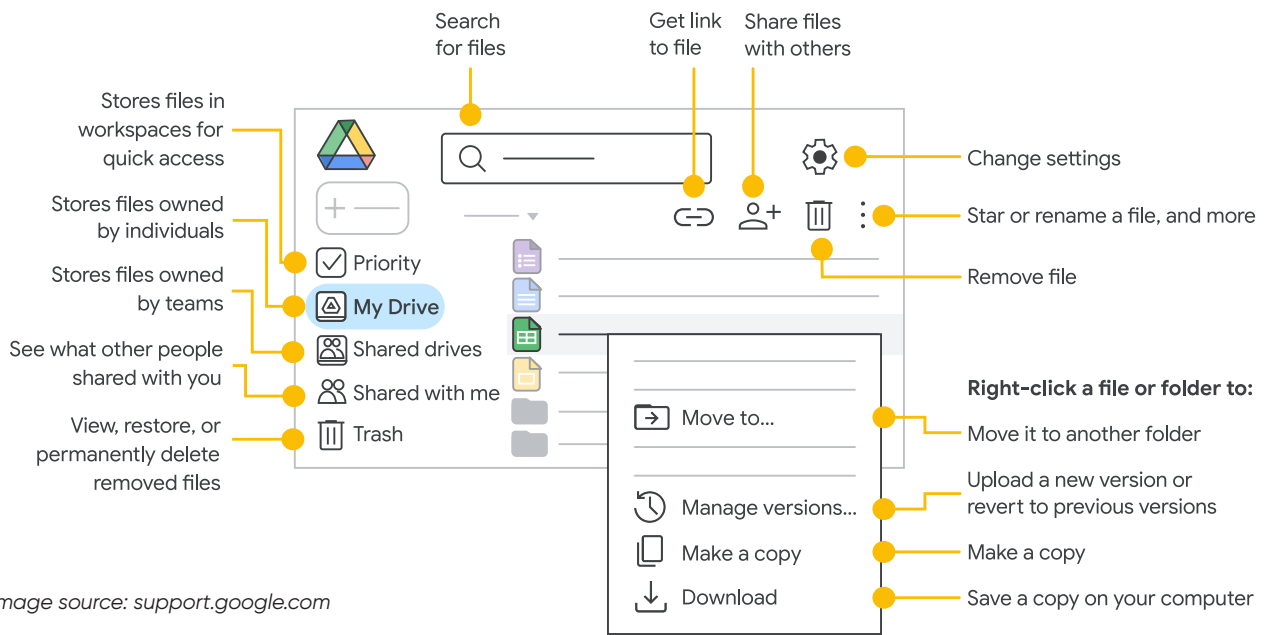 Search
for files
Get link
to file
Share files
with others
Stores files in
workspaces for
quick access
Stores files owned
by individuals
Stores files owned
by teams
See what other people
shared with you
View, restore, or
permanently delete
removed files
Priority
My Drive
Shared drives
Shared with me
Trash
Change settings
Star or rename a file, and more
Remove file
Move to...
Manage versions...
Make a copy
Download
Right-click a file or folder to:
Move it to another folder
Upload a new version or
revert to previous versions
Make a copy
Save a copy on your computer
mage source: support.google.com